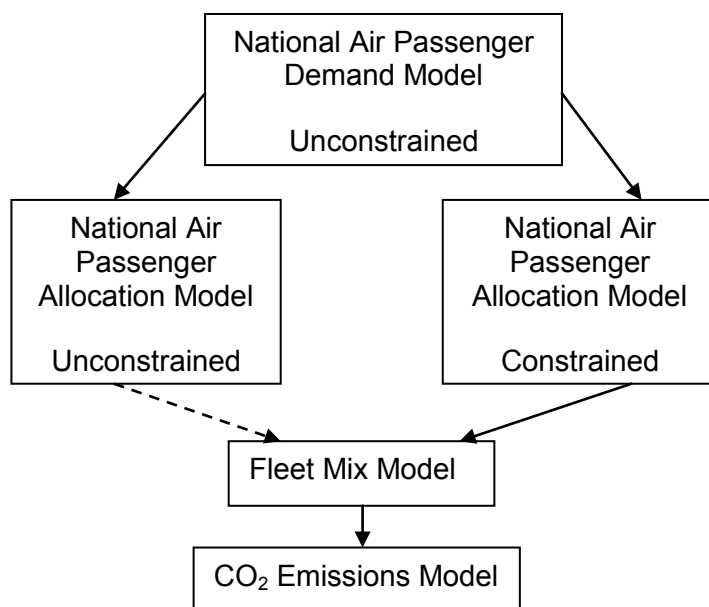 National Air Passenger
Demand Model
Unconstrained
National Air
Passenger
Allocation Model
Unconstrained
National Air
Passenger
Allocation Model
Constrained
Fleet Mix Model
CO₂ Emissions Model